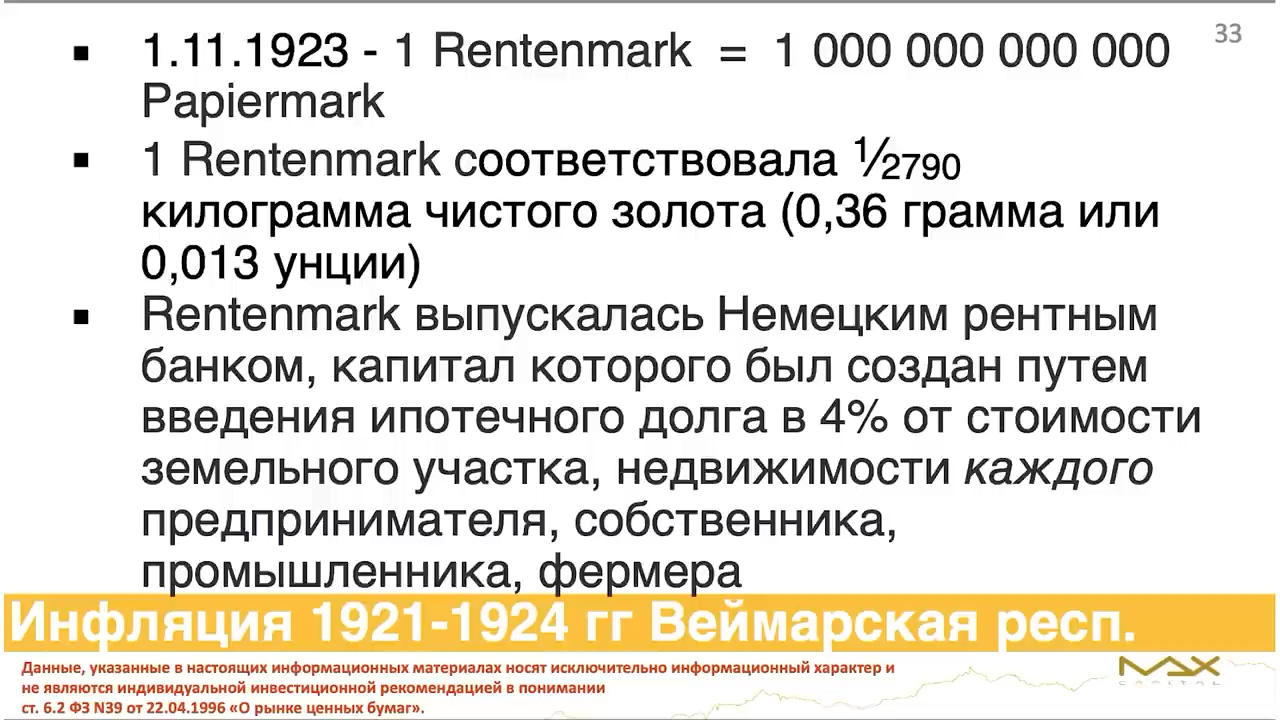 33
▪ 1.11.1923 - 1 Rentenmark = 1 000 000 000 000
Papiermark
▪ 1 Rentenmark соответствовала ¹⁄₂₇₉₀
килограмма чистого золота (0,36 грамма или
0,013 унции)
▪ Rentenmark выпускалась Немецким рентным
банком, капитал которого был создан путем
введения ипотечного долга в 4% от стоимости
земельного участка, недвижимости каждого
предпринимателя, собственника,
промышленника, фермера
Инфляция 1921-1924 гг Веймарская респ.
Данные, указанные в настоящих информационных материалах носят исключительно информационный характер и
не являются индивидуальной инвестиционной рекомендацией в понимании
ст. 6.2 ФЗ N39 от 22.04.1996 «О рынке ценных бумаг».
MAX
CAPITAL